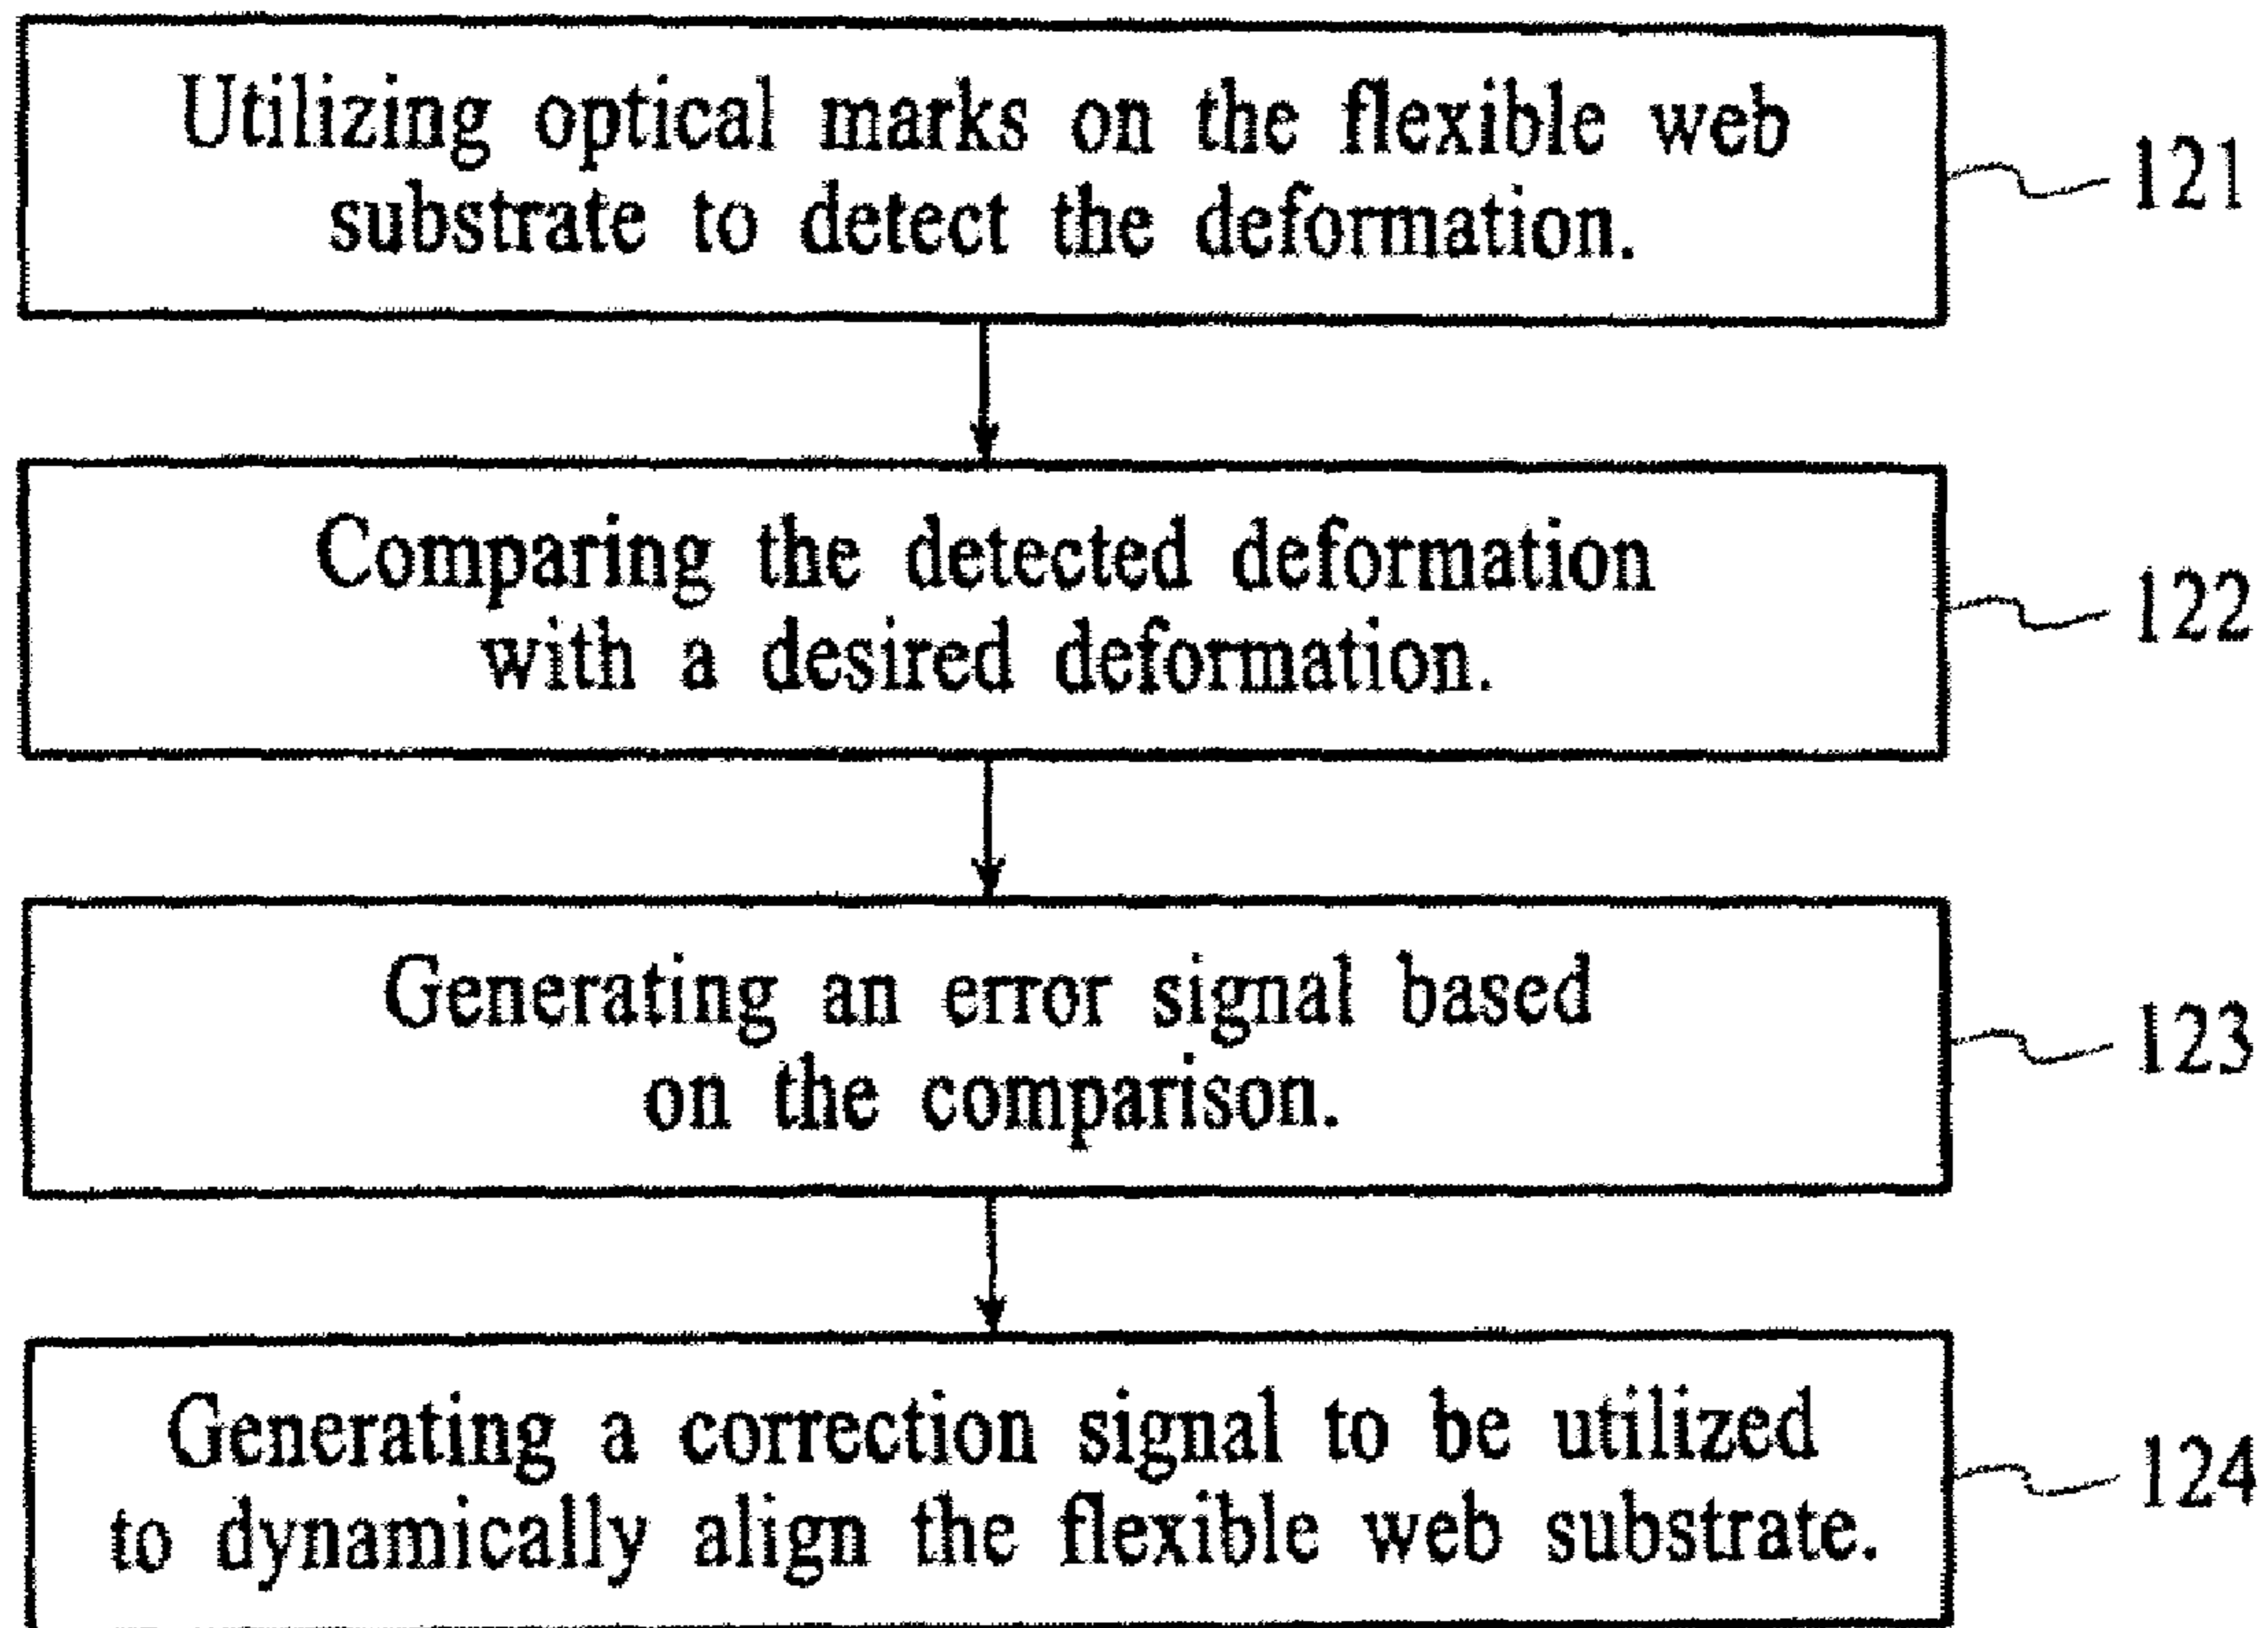 Utilizing optical marks on the flexible web
substrate to detect the deformation.
121
Comparing the detected deformation
with a desired deformation.
122
Generating an error signal based
on the comparison.
123
Generating a correction signal to be utilized
to dynamically align the flexible web substrate.
124